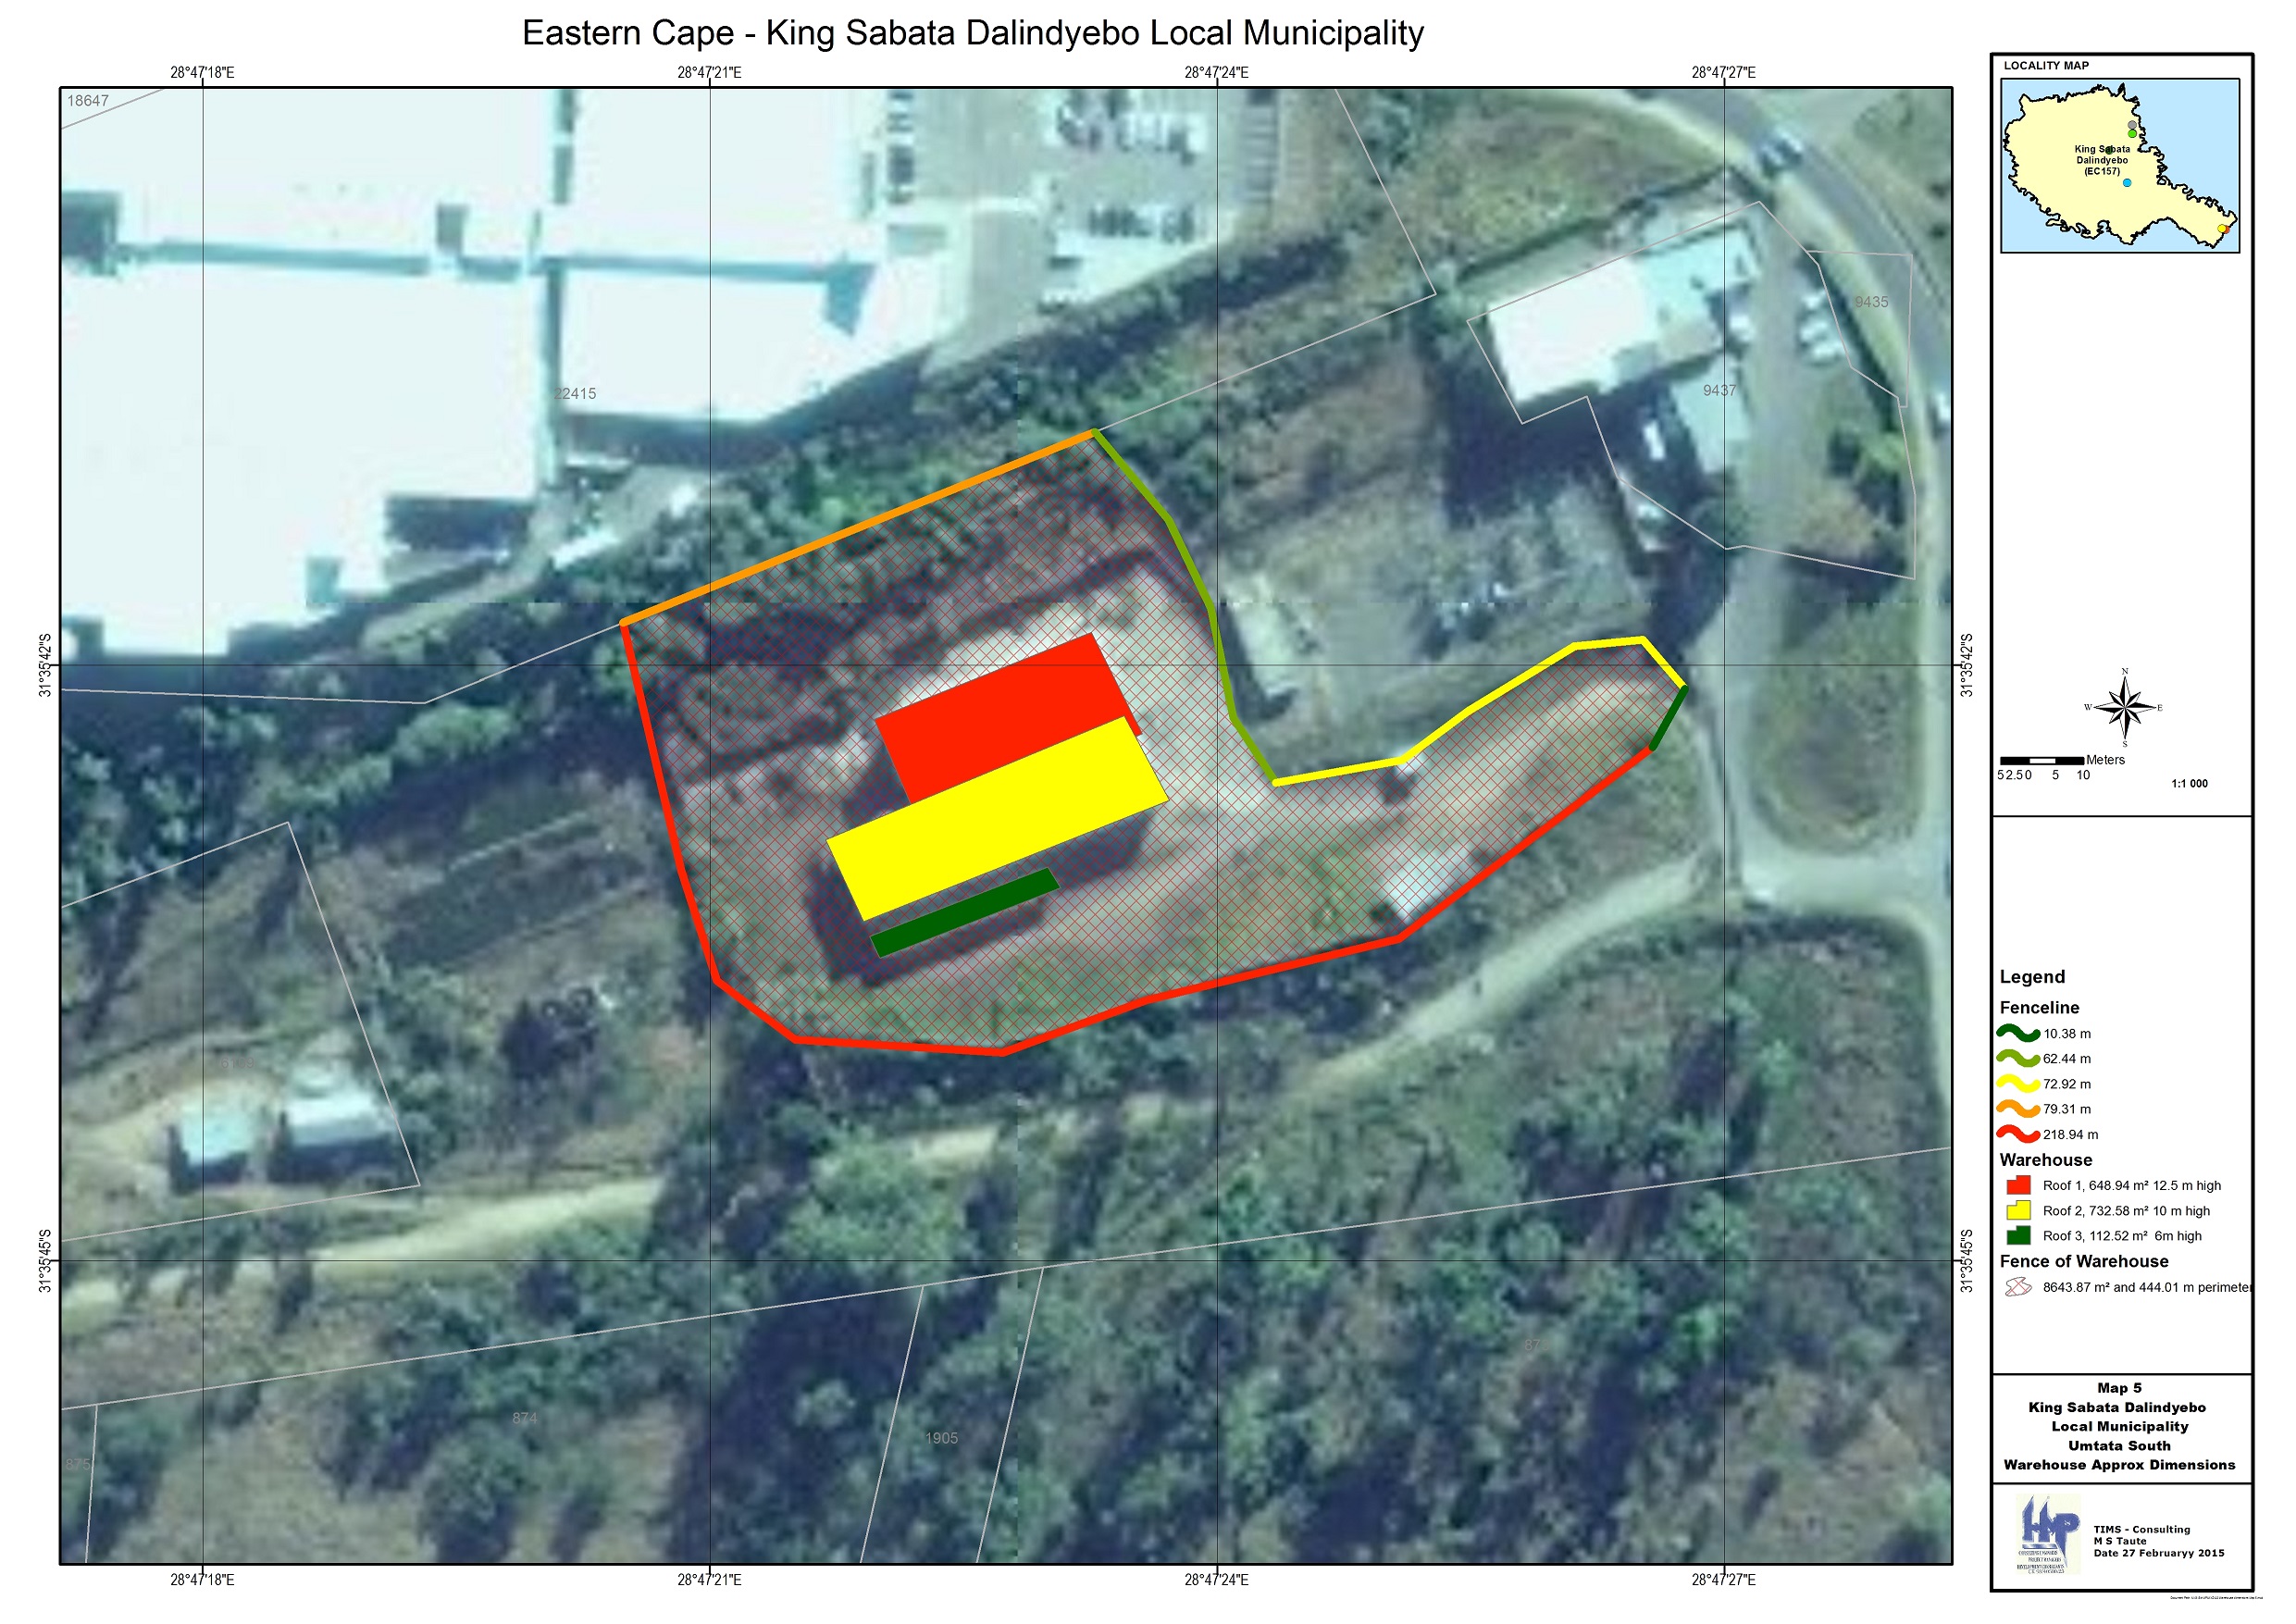 Eastern Cape - King Sabata Dalindyebo Local Municipality
28°47'18"E
28°47'21"E
28°47'24"E
28°47'27"E
18647
22415
9435
9437
874
1905
875
31°35'42"S
31°35'42"S
31°35'45"S
31°35'45"S
28°47'18"E
28°47'21"E
28°47'24"E
28°47'27"E
LOCALITY MAP
King Sabata
Dalindyebo
(EC157)
N
W E
S
Meters
5 2.5 0 5 10
1:1 000
Legend
Fenceline
10.38 m
62.44 m
72.92 m
79.31 m
218.94 m
Warehouse
Roof 1, 648.94 m² 12.5 m high
Roof 2, 732.58 m² 10 m high
Roof 3, 112.52 m² 6m high
Fence of Warehouse
8643.87 m² and 444.01 m perimeter
Map 5
King Sabata Dalindyebo
Local Municipality
Umtata South
Warehouse Approx Dimensions
HMP
TIMS - Consulting
M S Taute
Date 27 Februaryy 2015